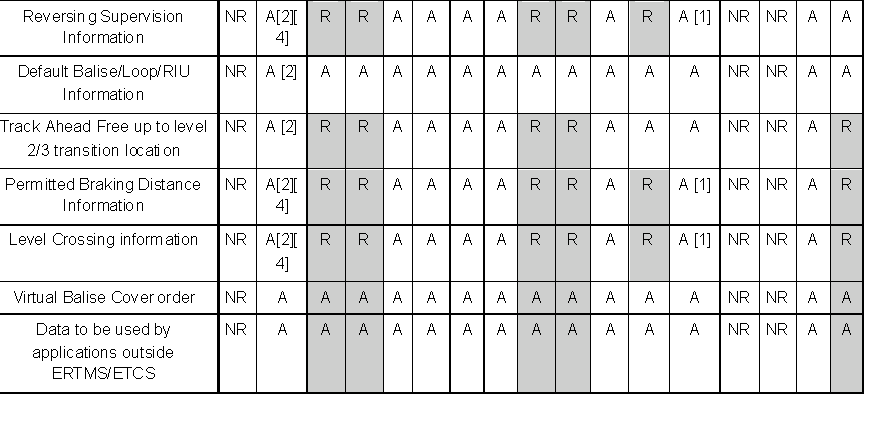 Reversing Supervision NR A[2][ R R A A A A R R A R A [1] NR NR A A
Information 4]
Default Balise/Loop/RIU NR A [2] A A A A A A A A A A A NR NR A A
Information
Track Ahead Free up to level NR A [2] R R A A A A R R A A A NR NR A R
2/3 transition location
Permitted Braking Distance NR A[2][ R R A A A A R R A R A [1] NR NR A R
Information 4]
Level Crossing information NR A[2][ R R A A A A R R A R A [1] NR NR A R
4]
Virtual Balise Cover order NR A A A A A A A A A A A A NR NR A A
Data to be used by NR A A A A A A A A A A A A NR NR A A
applications outside
ERTMS/ETCS